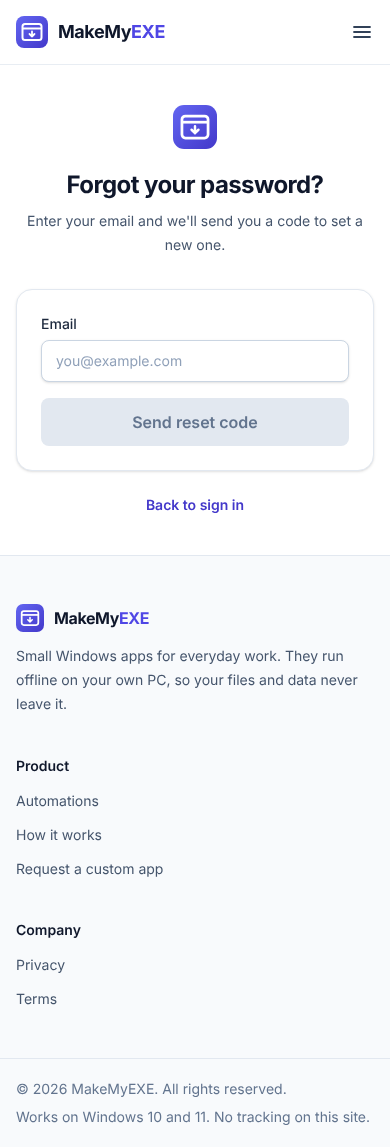 MakeMyEXE
Forgot your password?
Enter your email and we'll send you a code to set a
new one.
Email
you@example.com
Send reset code
Back to sign in
MakeMyEXE
Small Windows apps for everyday work. They run
offline on your own PC, so your files and data never
leave it.
Product
Automations
How it works
Request a custom app
Company
Privacy
Terms
© 2026 MakeMyEXE. All rights reserved.
Works on Windows 10 and 11. No tracking on this site.